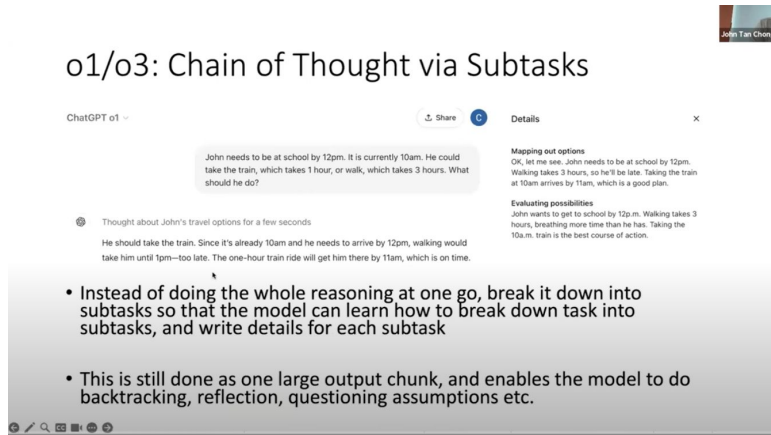 John Tan Chon
o1/o3: Chain of Thought via Subtasks
ChatGPT o1
Share
C
Details
John needs to be at school by 12pm. It is currently 10am. He could
take the train, which takes 1 hour, or walk, which takes 3 hours. What
should he do?
Thought about John's travel options for a few seconds
He should take the train. Since it's already 10am and he needs to arrive by 12pm, walking would
take him until 1pm—too late. The one-hour train ride will get him there by 11am, which is on time.
Mapping out options
OK, let me see. John needs to be at school by 12pm.
Walking takes 3 hours, so he'll be late. Taking the train
at 10am arrives by 11am, which is a good plan.
Evaluating possibilities
John wants to get to school by 12p.m. Walking takes 3
hours, breathing more time than he has. Taking the
10a.m. train is the best course of action.
• Instead of doing the whole reasoning at one go, break it down into
subtasks so that the model can learn how to break down task into
subtasks, and write details for each subtask
• This is still done as one large output chunk, and enables the model to do
backtracking, reflection, questioning assumptions etc.